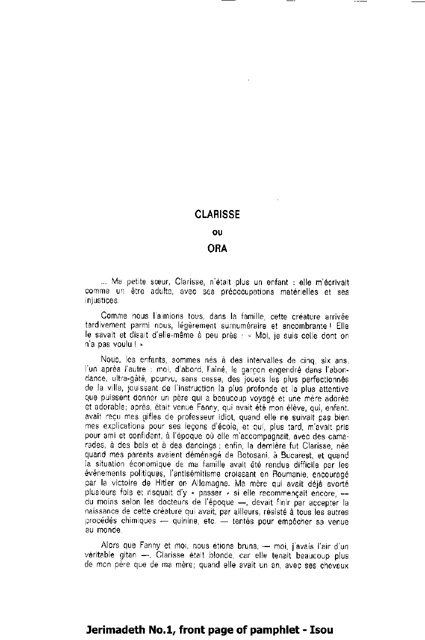 CLARISSE
ou
ORA
... Ma petite sœur, Clarisse, n'était plus un enfant : elle m'écrivait
comme un être adulte, avec ses préoccupations matérielles et ses
injustices.
Comme nous l'aimions tous, dans la famille, cette créature arrivée
tardivement parmi nous, légèrement surnuméraire et encombrante ! Elle
le savait et disait d'elle-même à peu près : « Moi, je suis celle dont on
n'a pas voulu ! »
Nous, les enfants, sommes nés à des intervalles de cinq, six ans,
l'un après l'autre : moi, d'abord, l'aîné, le garçon engendré dans l'abon-
dance, ultra-gâté, pourvu, sans cesse, des jouets les plus perfectionnés
de la ville, jouissant de l'instruction la plus profonde et la plus attentive
que puissent donner un père qui a beaucoup voyagé et une mère adorée
et adorable; après, était venue Fanny, qui avait été mon élève, qui, enfant,
avait reçu mes gifles de professeur idiot, quand elle ne suivait pas bien
mes explications pour ses leçons d'école, et qui, plus tard, m'avait pris
pour ami et confident, à l'époque où elle m'accompagnait, avec des cama-
rades, à des bals et à des dancings; enfin, la dernière fut Clarisse, née
quand mes parents avaient déménagé de Botosani, à Bucarest, et quand
la situation économique de ma famille avait été rendue difficile par les
événements politiques, l'antisémitisme croissant en Roumanie, encouragé
par la victoire de Hitler en Allemagne. Ma mère qui avait déjà avorté
plusieurs fois et risquait d'y « passer » si elle recommençait encore, —
du moins selon les docteurs de l'époque —, devait finir par accepter la
naissance de cette créature qui avait, par ailleurs, résisté à tous les autres
procédés chimiques — quinine, etc. — tentés pour empêcher sa venue
au monde.
Alors que Fanny et moi, nous étions bruns, — moi, j'avais l'air d'un
véritable gitan —, Clarisse était blonde, car elle tenait beaucoup plus
de mon père que de ma mère; quand elle avait un an, avec ses cheveux
Jerimadeth No.1, front page of pamphlet - Isou